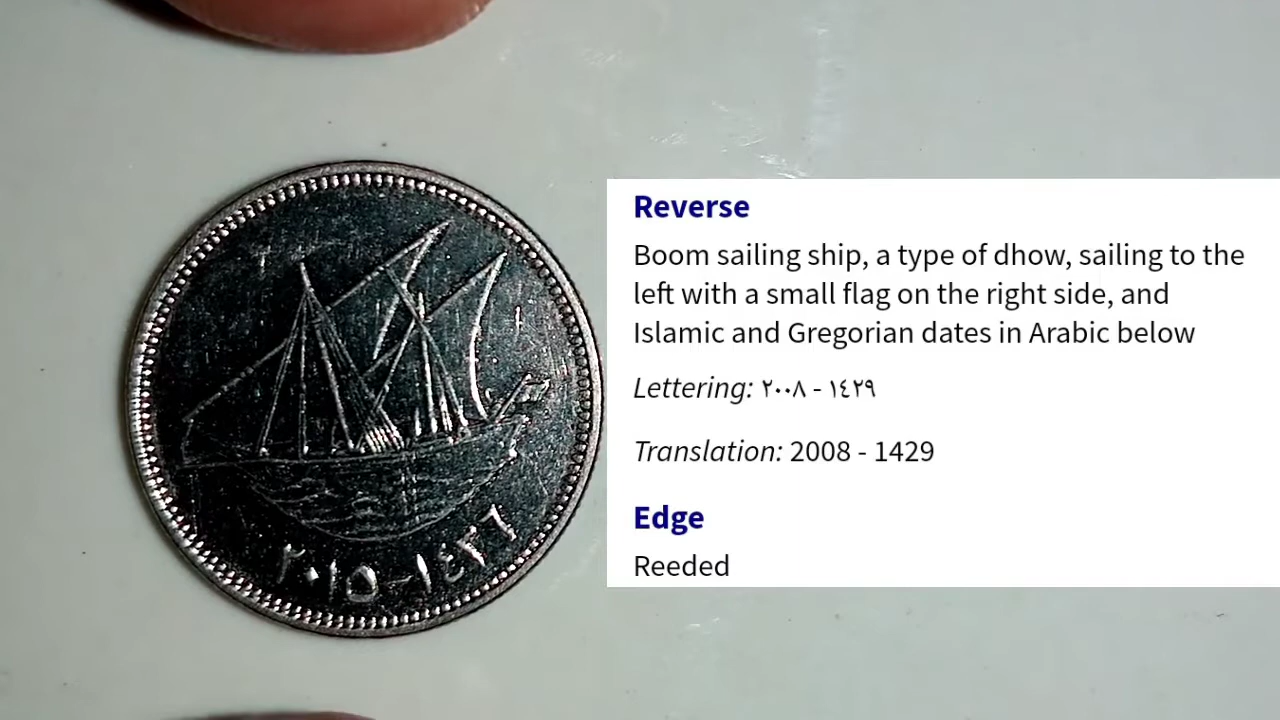 ٢٠١٥-١٤٣٦
Reverse
Boom sailing ship, a type of dhow, sailing to the
left with a small flag on the right side, and
Islamic and Gregorian dates in Arabic below
Lettering: ٢٠٠٨ - ١٤٢٩
Translation: 2008 - 1429
Edge
Reeded